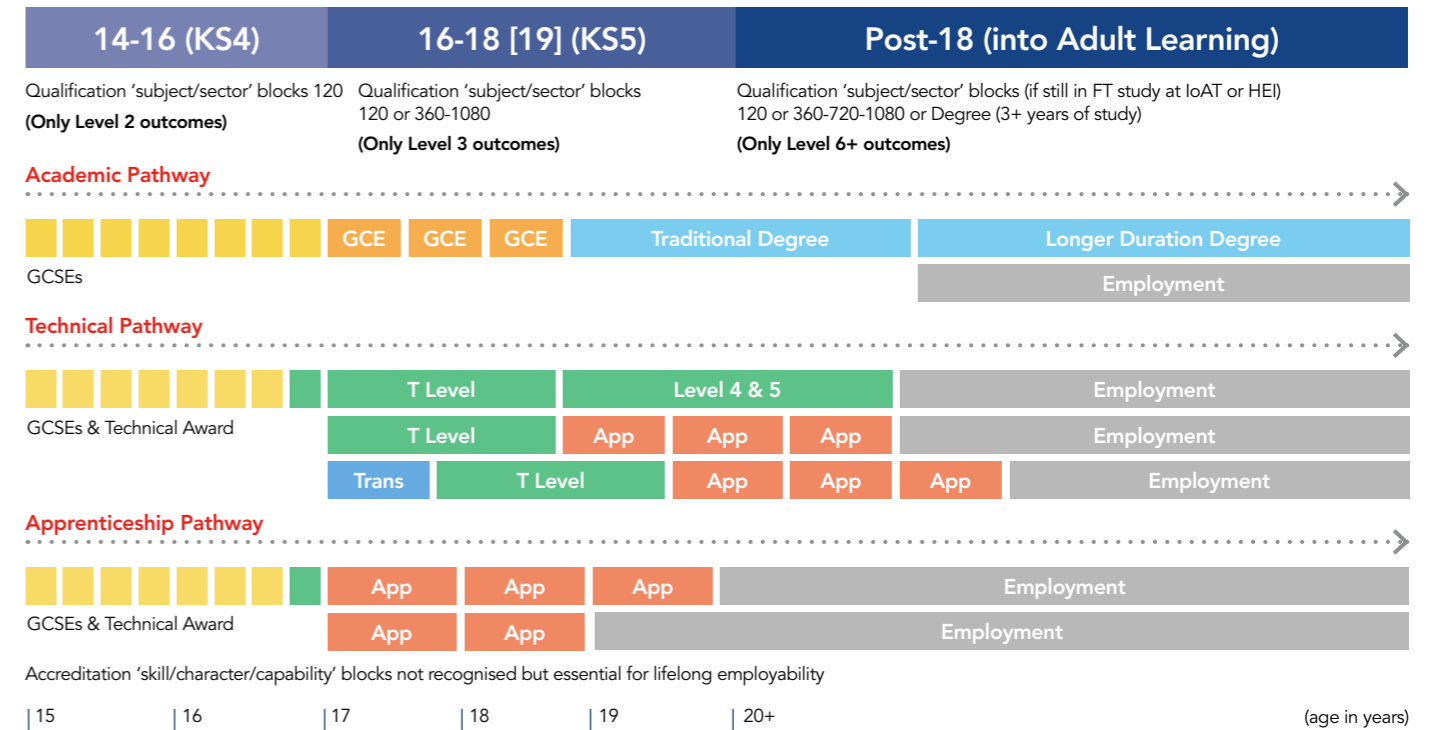 14-16 (KS4)
16-18 [19] (KS5)
Post-18 (into Adult Learning)
Qualification ‘subject/sector’ blocks 120
(Only Level 2 outcomes)
Qualification ‘subject/sector’ blocks
120 or 360-1080
(Only Level 3 outcomes)
Qualification ‘subject/sector’ blocks (if still in FT study at IoAT or HEI)
120 or 360-720-1080 or Degree (3+ years of study)
(Only Level 6+ outcomes)
Academic Pathway
GCE GCE GCE Traditional Degree Longer Duration Degree
GCSEs
Employment
Technical Pathway
T Level Level 4 & 5 Employment
GCSEs & Technical Award
T Level App App App Employment
Trans T Level App App App Employment
Apprenticeship Pathway
App App App Employment
GCSEs & Technical Award
App App Employment
Accreditation ‘skill/character/capability’ blocks not recognised but essential for lifelong employability
15 16 17 18 19 20+ (age in years)